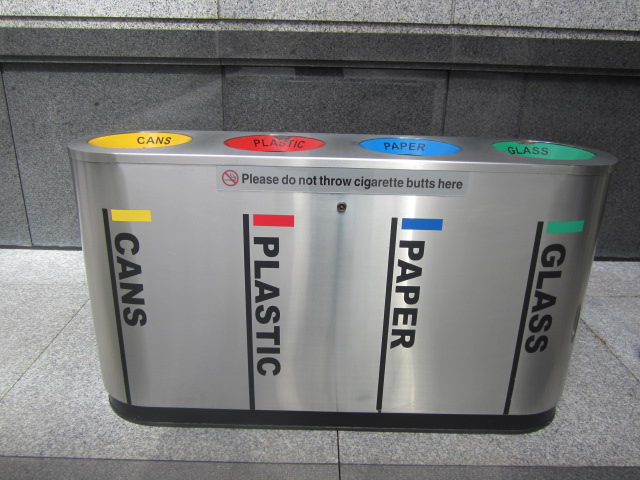 CANS
PLASTIC
PAPER
GLASS
Please do not throw cigarette butts here
CANS
PLASTIC
PAPER
GLASS